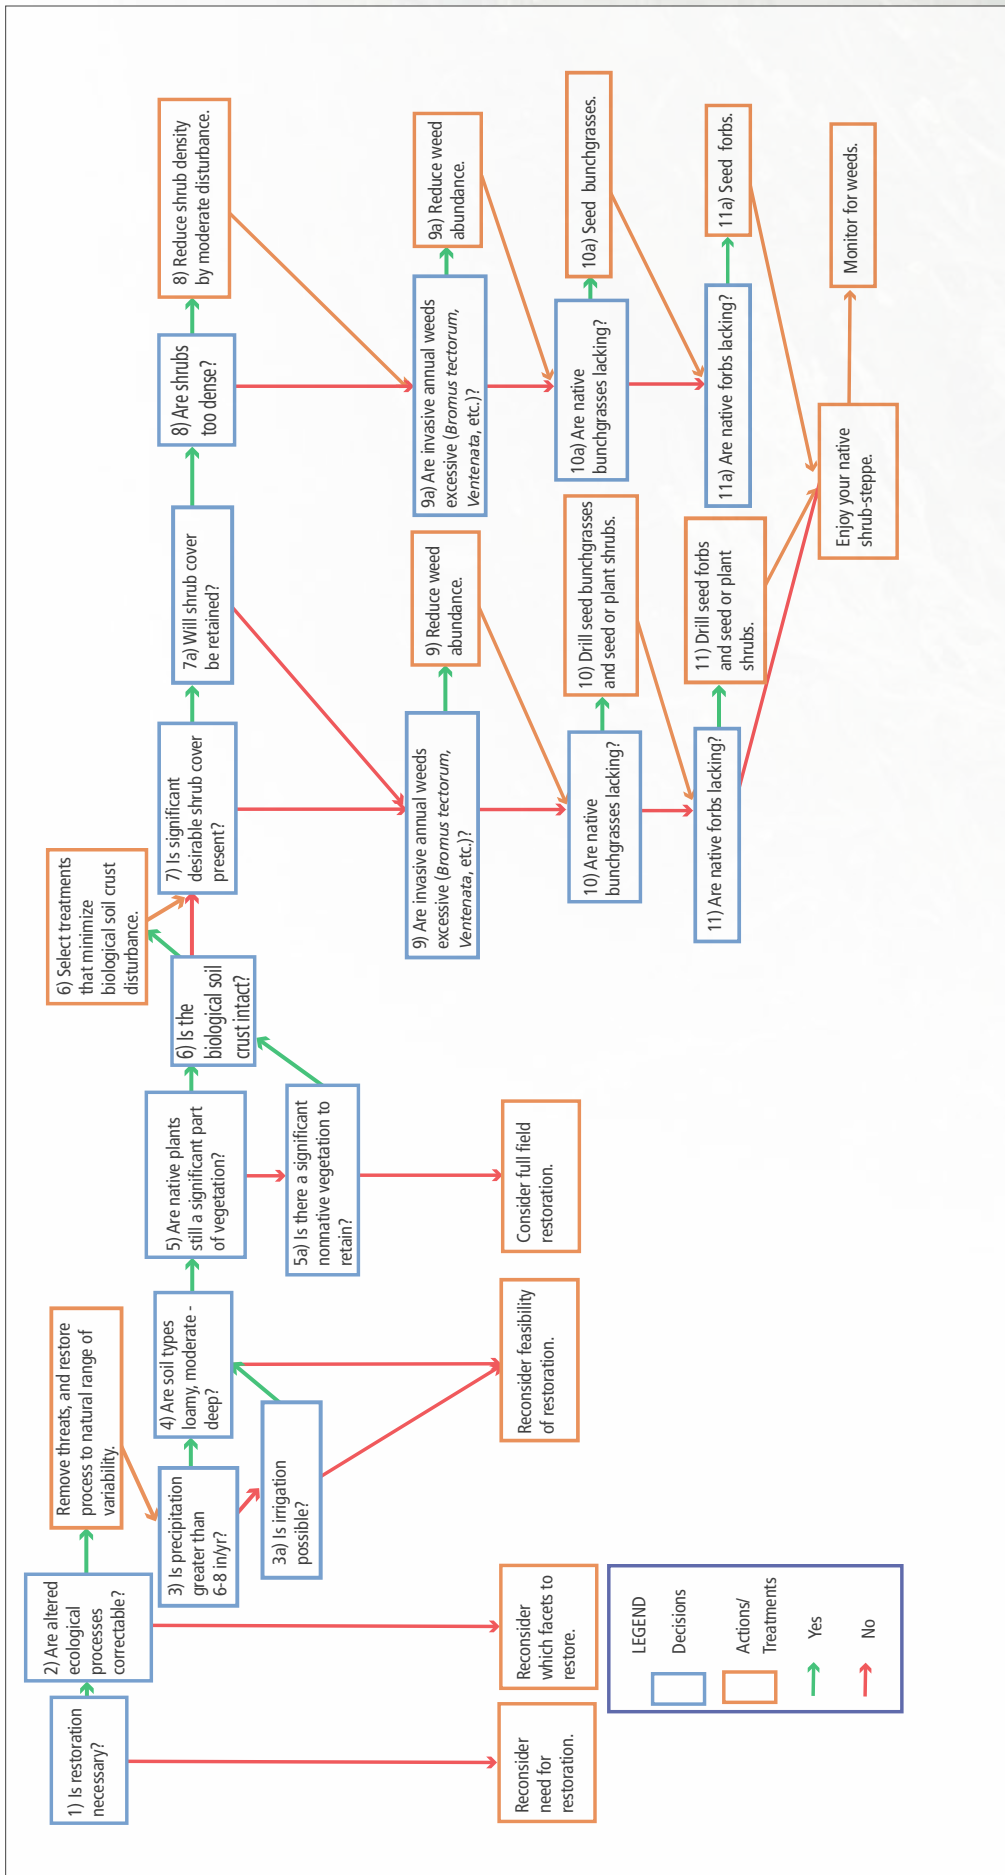 1) Is restoration
necessary?
2) Are altered
ecological
processes
correctable?
Remove threats, and restore
process to natural range of
variability.
3) Is precipitation
greater than
6-8 in/yr?
3a) Is irrigation
possible?
4) Are soil types
loamy, moderate -
deep?
5) Are native plants
still a significant part
of vegetation?
5a) Is there a significant
nonnative vegetation to
retain?
6) Is the
biological soil
crust intact?
6) Select treatments
that minimize
biological soil crust
disturbance.
7) Is significant
desirable shrub cover
present?
7a) Will shrub cover
be retained?
8) Are shrubs
too dense?
8) Reduce shrub density
by moderate disturbance.
9) Are invasive annual weeds
excessive (Bromus tectorum,
Ventenata, etc.)?
9) Reduce weed
abundance.
9a) Are invasive annual weeds
excessive (Bromus tectorum,
Ventenata, etc.)?
9a) Reduce weed
abundance.
Reconsider
need for
restoration.
Reconsider
which facets to
restore.
Reconsider feasibility
of restoration.
Consider full field
restoration.
10) Are native
bunchgrasses lacking?
10) Drill seed bunchgrasses
and seed or plant shrubs.
10a) Are native
bunchgrasses lacking?
10a) Seed bunchgrasses.
11) Are native forbs lacking?
11) Drill seed forbs
and seed or plant
shrubs.
11a) Are native forbs lacking?
11a) Seed forbs.
Enjoy your native
shrub-steppe.
Monitor for weeds.
LEGEND
Decisions
Actions/
Treatments
Yes
No